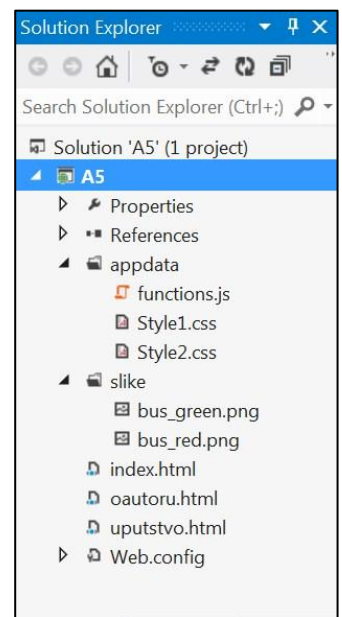 Solution Explorer
Search Solution Explorer (Ctrl+;)
Solution 'A5' (1 project)
A5
Properties
References
appdata
functions.js
Style1.css
Style2.css
slike
bus_green.png
bus_red.png
index.html
oautoru.html
uputstvo.html
Web.config